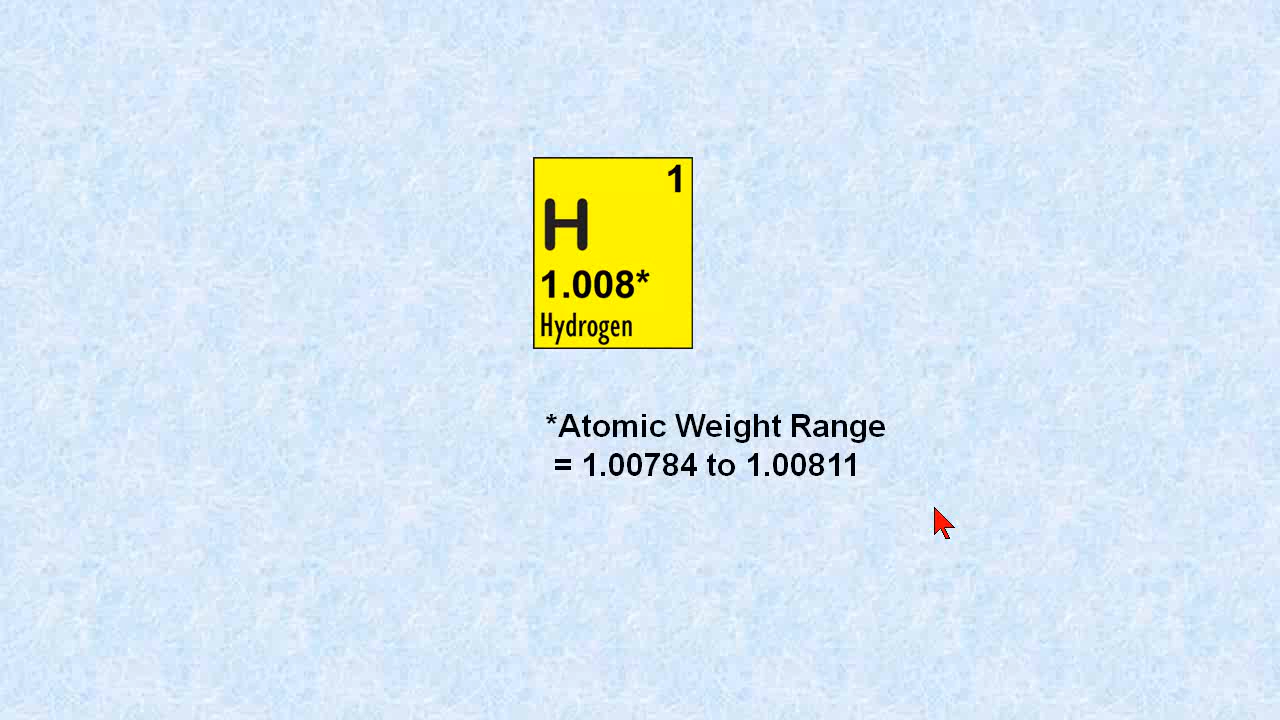 1
H
1.008*
Hydrogen
*Atomic Weight Range
= 1.00784 to 1.00811